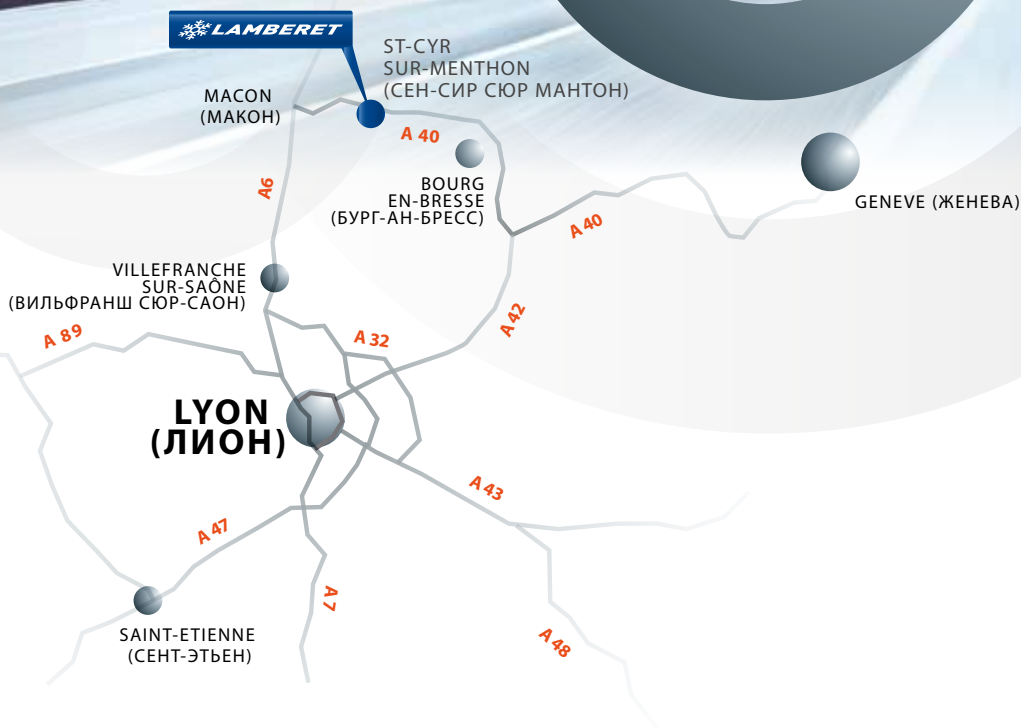 LAMBERET
ST-CYR
SUR-MENTHON
(СЕН-СИР СЮР МАНТОН)
MACON
(МАКОН)
A 40
BOURG
EN-BRESSE
(БУРГ-АН-БРЕСС)
A6
GENEVE (ЖЕНЕВА)
A 40
VILLEFRANCHE
SUR-SAÔNE
(ВИЛЬФРАНШ СЮР-САОН)
A 89
A 32
A 42
LYON
(ЛИОН)
A 43
A 47
A 7
SAINT-ETIENNE
(СЕНТ-ЭТЬЕН)
A 48